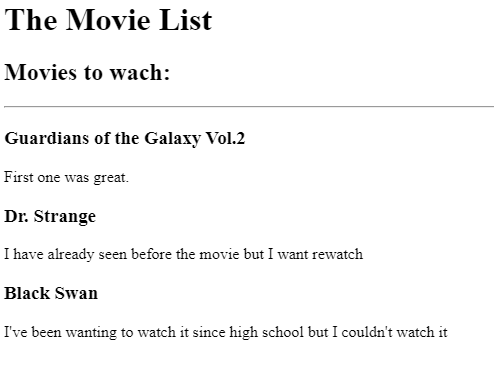 The Movie List
Movies to wach:
Guardians of the Galaxy Vol.2
First one was great.
Dr. Strange
I have already seen before the movie but I want rewatch
Black Swan
I've been wanting to watch it since high school but I couldn't watch it